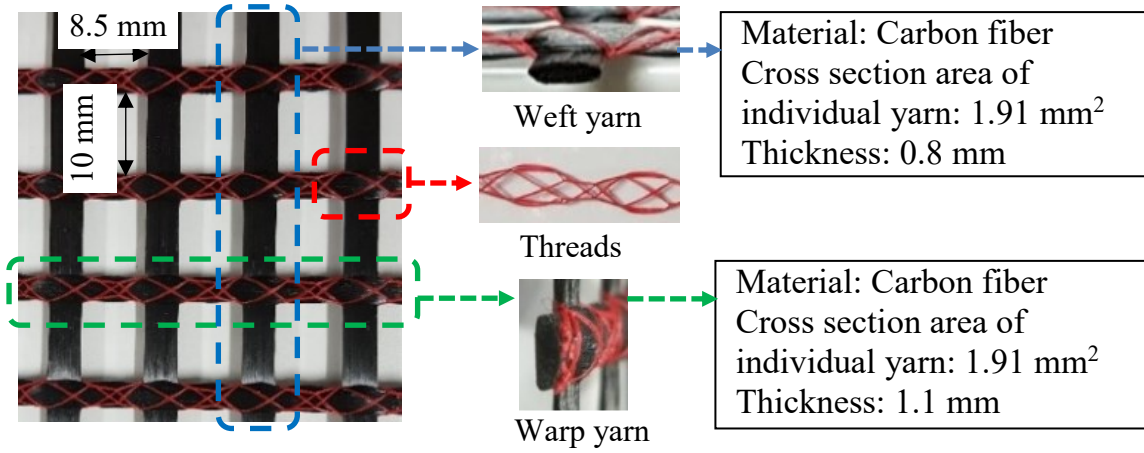 8.5 mm
10 mm
Weft yarn
Material: Carbon fiber
Cross section area of
individual yarn: 1.91 mm²
Thickness: 0.8 mm
Threads
Warp yarn
Material: Carbon fiber
Cross section area of
individual yarn: 1.91 mm²
Thickness: 1.1 mm